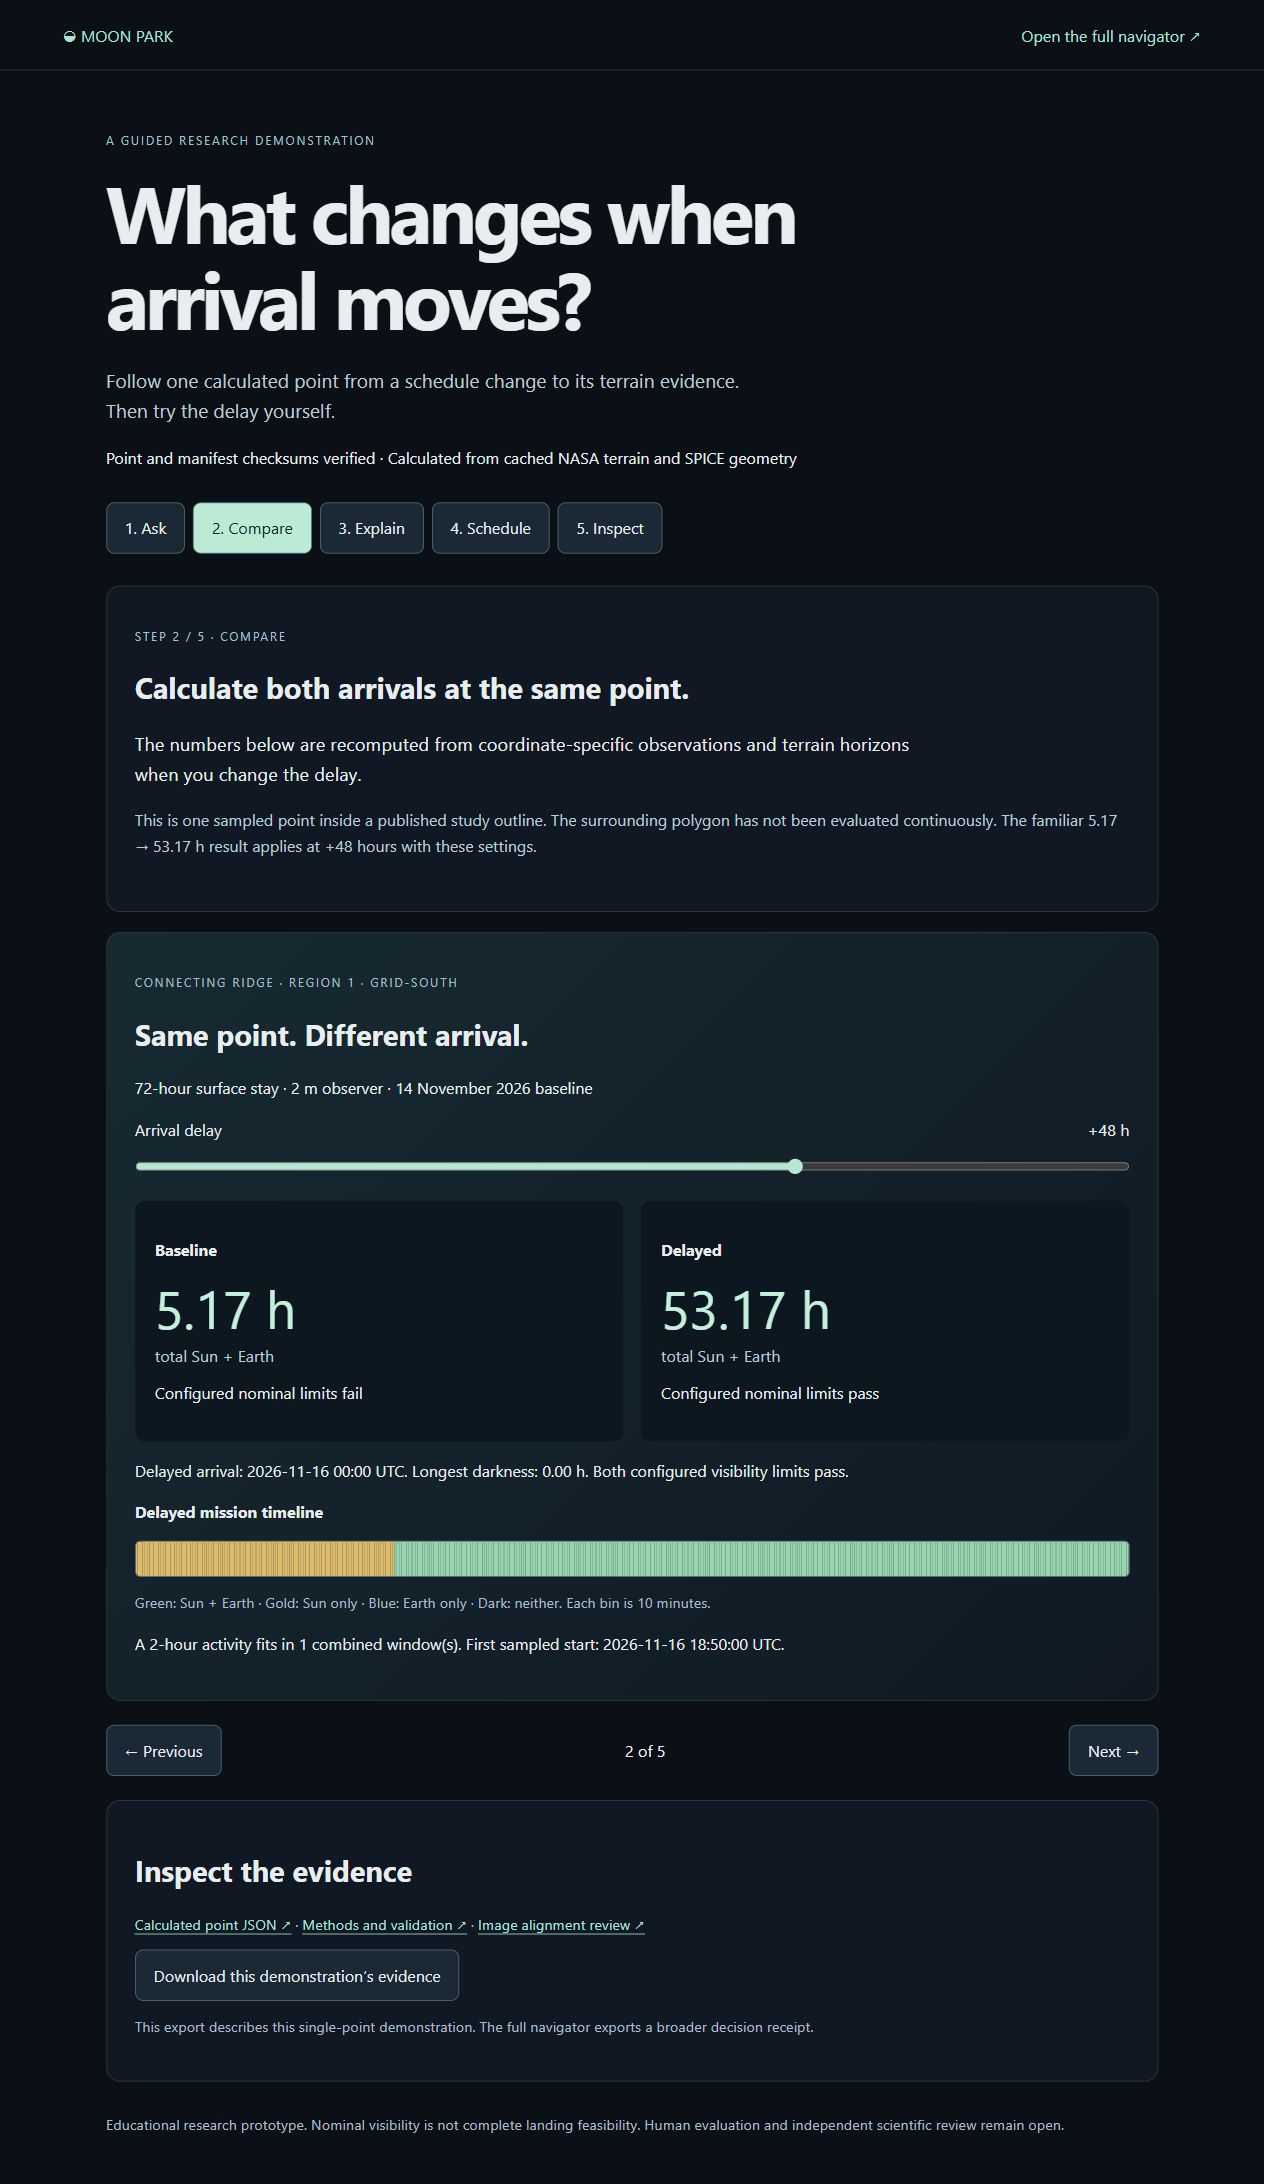 MOON PARK
Open the full navigator ↗
A GUIDED RESEARCH DEMONSTRATION
What changes when
arrival moves?
Follow one calculated point from a schedule change to its terrain evidence.
Then try the delay yourself.
Point and manifest checksums verified · Calculated from cached NASA terrain and SPICE geometry
1. Ask
2. Compare
3. Explain
4. Schedule
5. Inspect
STEP 2 / 5 · COMPARE
Calculate both arrivals at the same point.
The numbers below are recomputed from coordinate-specific observations and terrain horizons
when you change the delay.
This is one sampled point inside a published study outline. The surrounding polygon has not been evaluated continuously. The familiar 5.17
→ 53.17 h result applies at +48 hours with these settings.
CONNECTING RIDGE · REGION 1 · GRID-SOUTH
Same point. Different arrival.
72-hour surface stay · 2 m observer · 14 November 2026 baseline
Arrival delay
+48 h
Baseline
5.17 h
total Sun + Earth
Configured nominal limits fail
Delayed
53.17 h
total Sun + Earth
Configured nominal limits pass
Delayed arrival: 2026-11-16 00:00 UTC. Longest darkness: 0.00 h. Both configured visibility limits pass.
Delayed mission timeline
Green: Sun + Earth · Gold: Sun only · Blue: Earth only · Dark: neither. Each bin is 10 minutes.
A 2-hour activity fits in 1 combined window(s). First sampled start: 2026-11-16 18:50:00 UTC.
← Previous
2 of 5
Next →
Inspect the evidence
Calculated point JSON ↗ · Methods and validation ↗ · Image alignment review ↗
Download this demonstration's evidence
This export describes this single-point demonstration. The full navigator exports a broader decision receipt.
Educational research prototype. Nominal visibility is not complete landing feasibility. Human evaluation and independent scientific review remain open.